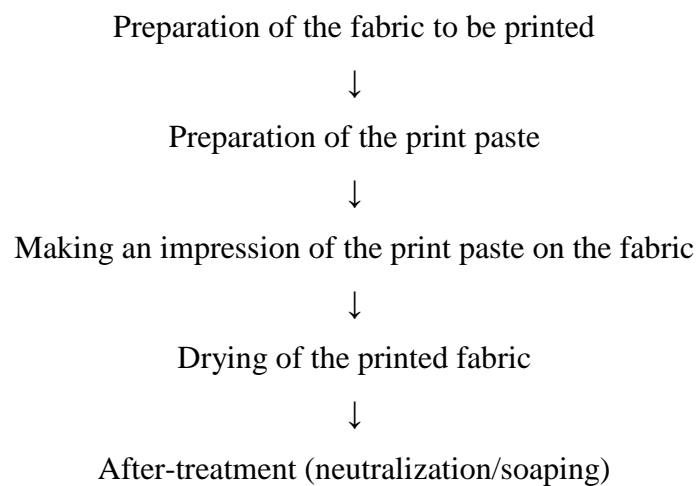 Preparation of the fabric to be printed
↓
Preparation of the print paste
↓
Making an impression of the print paste on the fabric
↓
Drying of the printed fabric
↓
After-treatment (neutralization/soaping)